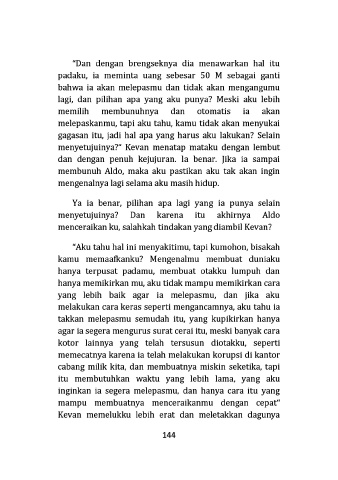 "Dan dengan brengseknya dia menawarkan hal itu
padaku, ia meminta uang sebesar 50 M sebagai ganti
bahwa ia akan melepasmu dan tidak akan mengangumu
lagi, dan pilihan apa yang aku punya? Meski aku lebih
memilih membunuhnya dan otomatis ia akan
melepaskanmu, tapi aku tahu, kamu tidak akan menyukai
gagasan itu, jadi hal apa yang harus aku lakukan? Selain
menyetujuinya?" Kevan menatap mataku dengan lembut
dan dengan penuh kejujuran. Ia benar. Jika ia sampai
membunuh Aldo, maka aku pastikan aku tak akan ingin
mengenalnya lagi selama aku masih hidup.
Ya ia benar, pilihan apa lagi yang ia punya selain
menyetujuinya? Dan karena itu akhirnya Aldo
menceraikan ku, salahkah tindakan yang diambil Kevan?
"Aku tahu hal ini menyakitimu, tapi kumohon, bisakah
kamu memaafkanku? Mengenalmu membuat duniaku
hanya terpusat padamu, membuat otakku lumpuh dan
hanya memikirkan mu, aku tidak mampu memikirkan cara
yang lebih baik agar ia melepasmu, dan jika aku
melakukan cara keras seperti mengancamnya, aku tahu ia
takkan melepasmu semudah itu, yang kupikirkan hanya
agar ia segera mengurus surat cerai itu, meski banyak cara
kotor lainnya yang telah tersusun diotakku, seperti
memecatnya karena ia telah melakukan korupsi di kantor
cabang milik kita, dan membuatnya miskin seketika, tapi
itu membutuhkan waktu yang lebih lama, yang aku
inginkan ia segera melepasmu, dan hanya cara itu yang
mampu membuatnya menceraikanmu dengan cepat"
Kevan memelukku lebih erat dan meletakkan dagunya
144